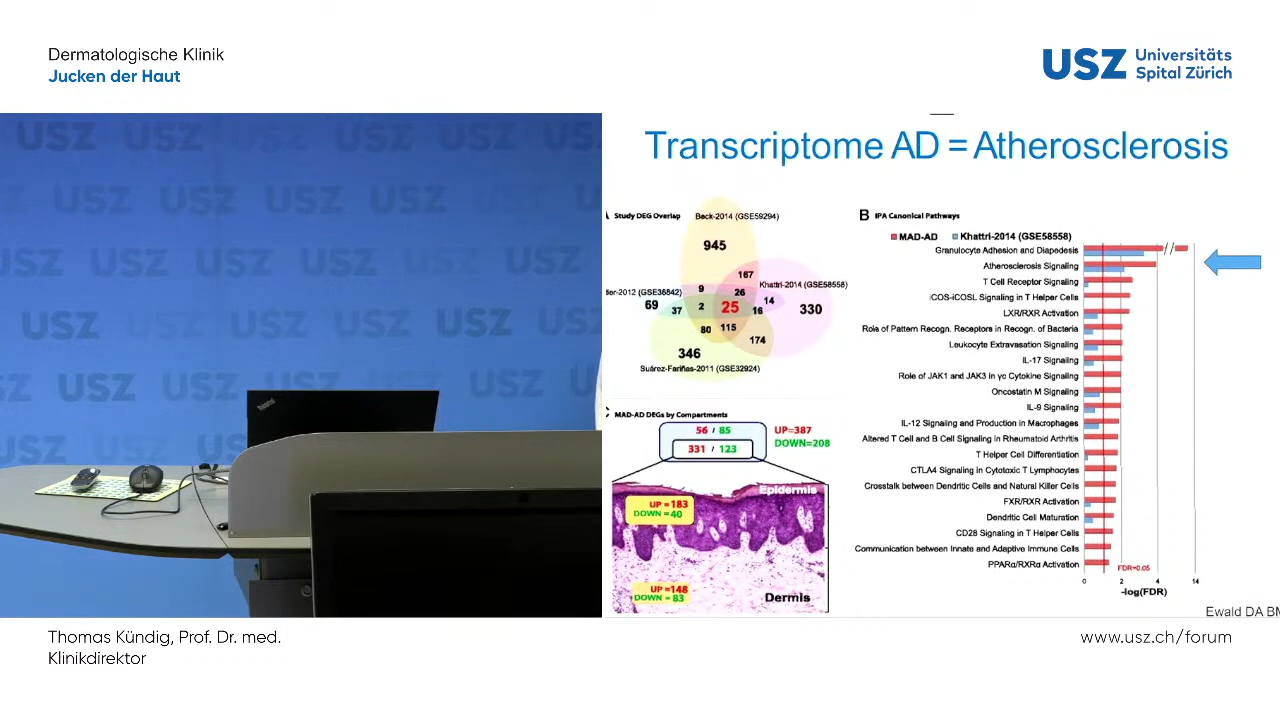 Dermatologische Klinik
Jucken der Haut
USZ Universitäts
Spital Zürich
Transcriptome AD = Atherosclerosis
Study DEG Overlap
Beck-2014 (GSE59294)
945
167
Khattri-2014 (GSE58558)
9
26
14
330
69
37
2
25
16
80
115
174
346
Suárez-Fariñas-2011 (GSE32924)
B IPA Canonical Pathways
MAD-AD Khattri-2014 (GSE58558)
Granulocyte Adhesion and Diapedesis
Atherosclerosis Signaling
T Cell Receptor Signaling
iCOS-iCOSL Signaling in T Helper Cells
LXR/RXR Activation
Role of Pattern Recogn. Receptors in Recogn. of Bacteria
Leukocyte Extravasation Signaling
IL-17 Signaling
Role of JAK1 and JAK3 in γc Cytokine Signaling
Oncostatin M Signaling
IL-9 Signaling
IL-12 Signaling and Production in Macrophages
Altered T Cell and B Cell Signaling in Rheumatoid Arthritis
T Helper Cell Differentiation
CTLA4 Signaling in Cytotoxic T Lymphocytes
Crosstalk between Dendritic Cells and Natural Killer Cells
FXR/RXR Activation
Dendritic Cell Maturation
CD28 Signaling in T Helper Cells
Communication between Innate and Adaptive Immune Cells
PPARα/RXRα Activation
FDR=0.05
0 2 4 14
-log(FDR)
MAD-AD DEGs by Compartments
56 / 85
331 / 123
UP=387
DOWN=208
Epidermis
UP =183
DOWN =40
UP =148
DOWN = 83
Dermis
Ewald DA
ThinkPad
Thomas Kündig, Prof. Dr. med.
Klinikdirektor
www.usz.ch/forum